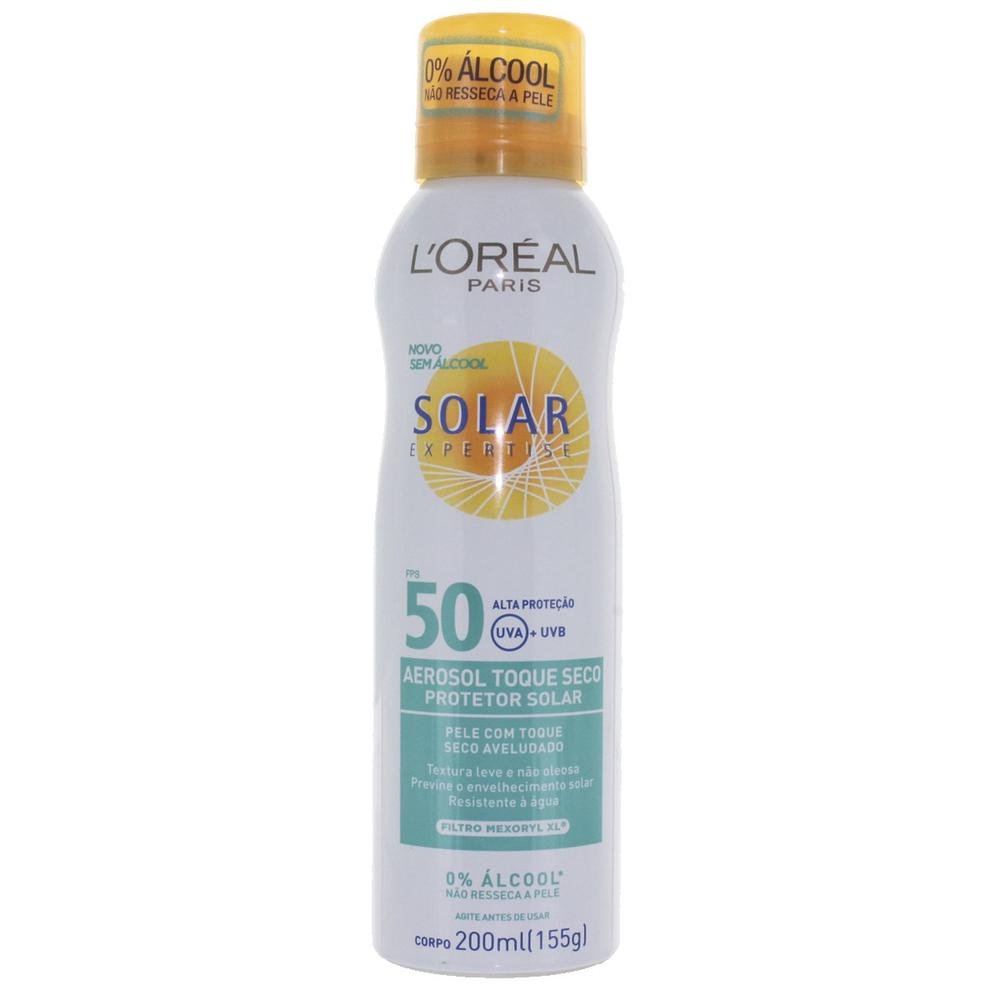 0% ÁLCOOL
NÃO RESSECA A PELE
L'ORÉAL
PARiS
NOVO
SEM ÁLCOOL
SOLAR
EXPERTISE
FPS
50
ALTA PROTEÇÃO
UVA + UVB
AEROSOL TOQUE SECO
PROTETOR SOLAR
PELE COM TOQUE
SECO AVELUDADO
Textura leve e não oleosa
Previne o envelhecimento solar
Resistente à água
FILTRO MEXORYL XL®
0% ÁLCOOL*
NÃO RESSECA A PELE
AGITE ANTES DE USAR
CORPO 200ml(155g)